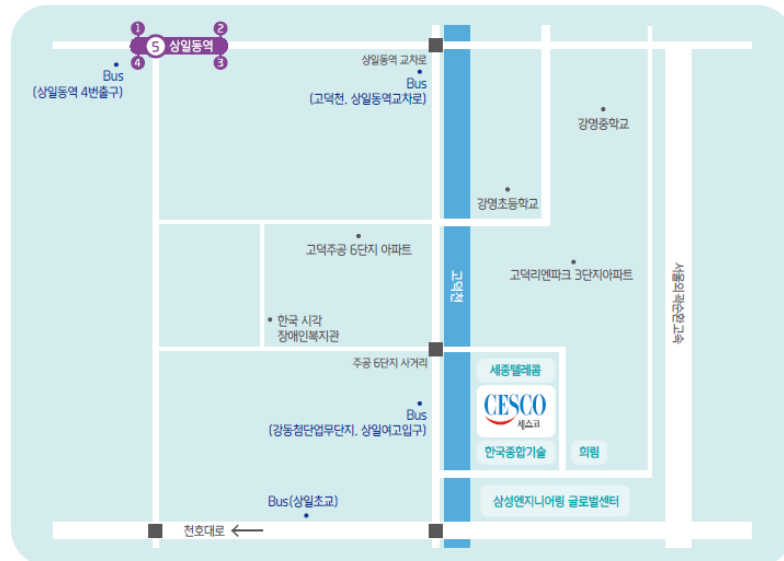 1
2
5 상일동역
4
3
Bus
(상일동역 4번출구)
상일동역 교차로
Bus
(고덕천, 상일동역교차로)
강명중학교
강명초등학교
고덕주공 6단지 아파트
고덕천
고덕리엔파크 3단지아파트
서울외곽순환고속
한국 시각
장애인복지관
주공 6단지 사거리
세종텔레콤
CESCO
세스코
Bus
(강동첨단업무단지, 상일여고입구)
한국종합기술
희림
Bus(상일초교)
삼성엔지니어링 글로벌센터
천호대로